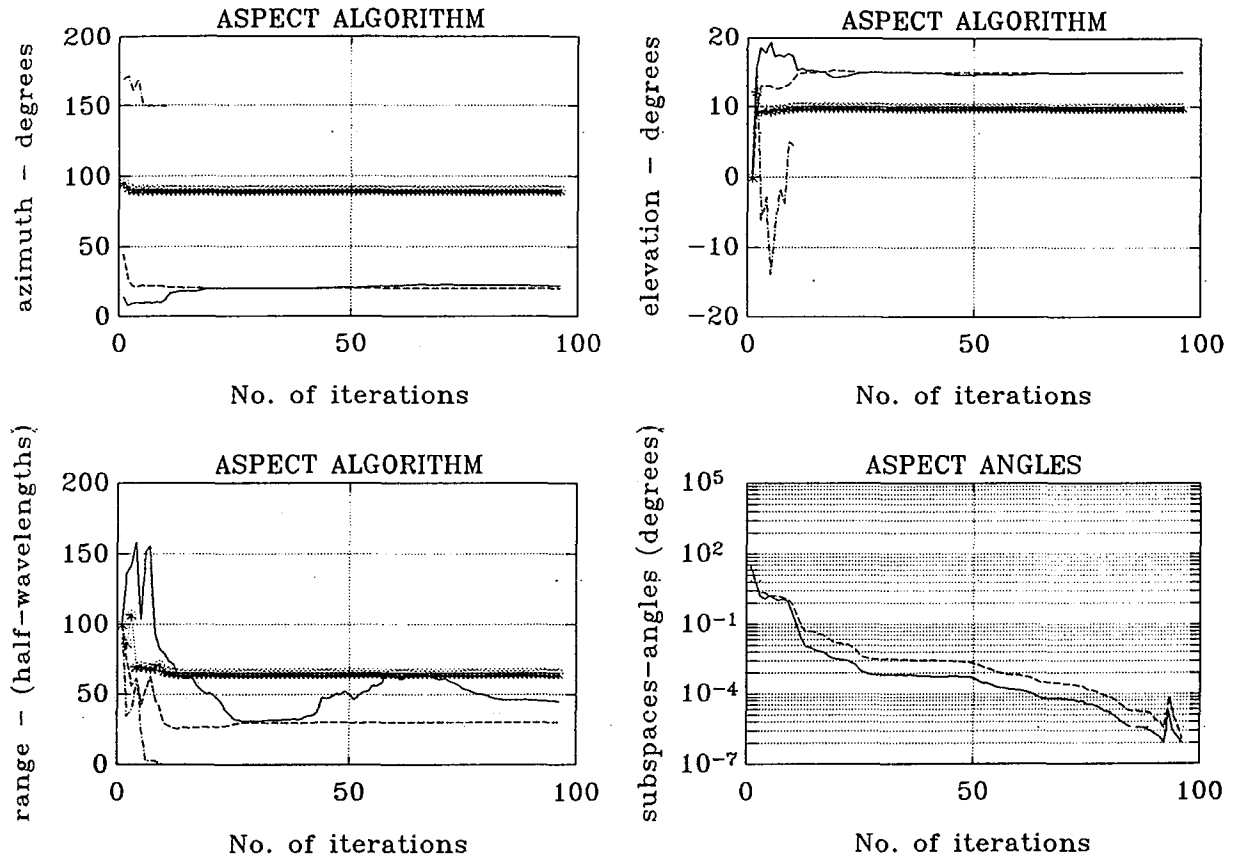 ASPECT ALGORITHM
200
150
100
50
0
azimuth – degrees
0 50 100
No. of iterations
ASPECT ALGORITHM
20
10
0
−10
−20
elevation – degrees
0 50 100
No. of iterations
ASPECT ALGORITHM
200
150
100
50
0
range – (half-wavelengths)
0 50 100
No. of iterations
ASPECT ANGLES
10^5
10^2
10^-1
10^-4
10^-7
subspaces-angles (degrees)
0 50 100
No. of iterations